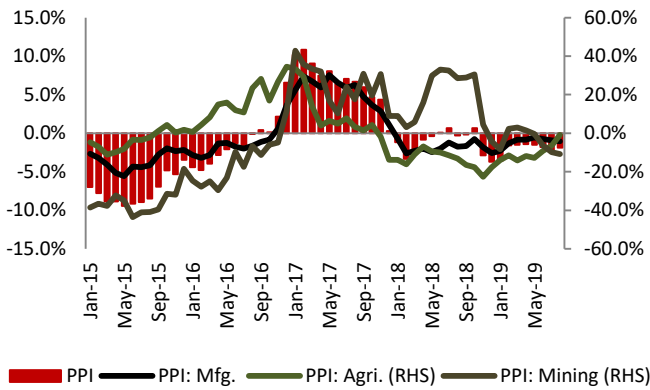 15.0%
10.0%
5.0%
0.0%
-5.0%
-10.0%
-15.0%
60.0%
40.0%
20.0%
0.0%
-20.0%
-40.0%
-60.0%
Jan-15
May-15
Sep-15
Jan-16
May-16
Sep-16
Jan-17
May-17
Sep-17
Jan-18
May-18
Sep-18
Jan-19
May-19
PPI PPI: Mfg. PPI: Agri. (RHS) PPI: Mining (RHS)